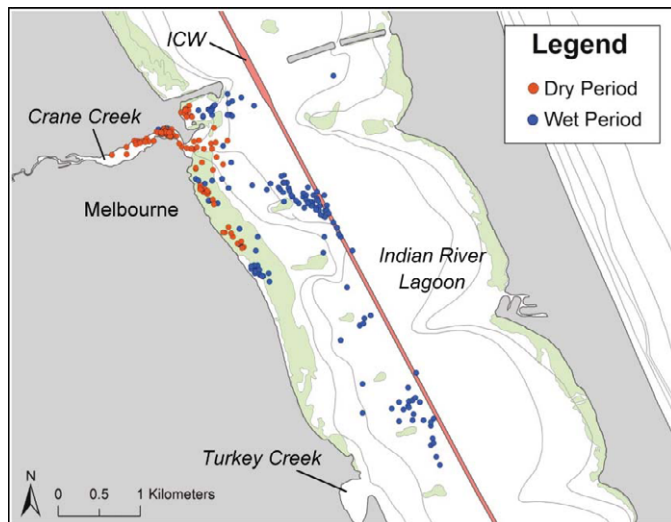 ICW
Legend
Dry Period
Wet Period
Crane Creek
Melbourne
Indian River
Lagoon
Turkey Creek
N
0 0.5 1 Kilometers